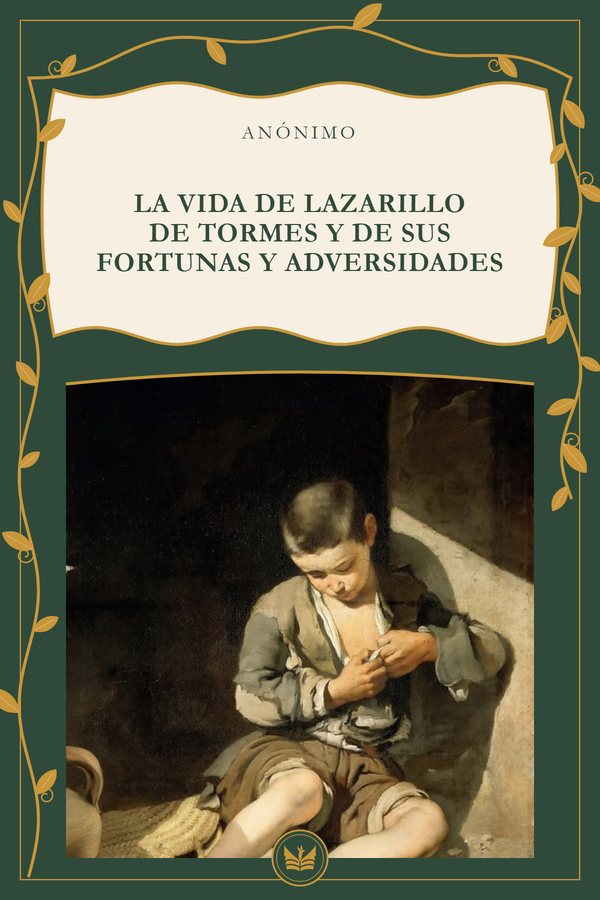 ANÓNIMO
LA VIDA DE LAZARILLO
DE TORMES Y DE SUS
FORTUNAS Y ADVERSIDADES